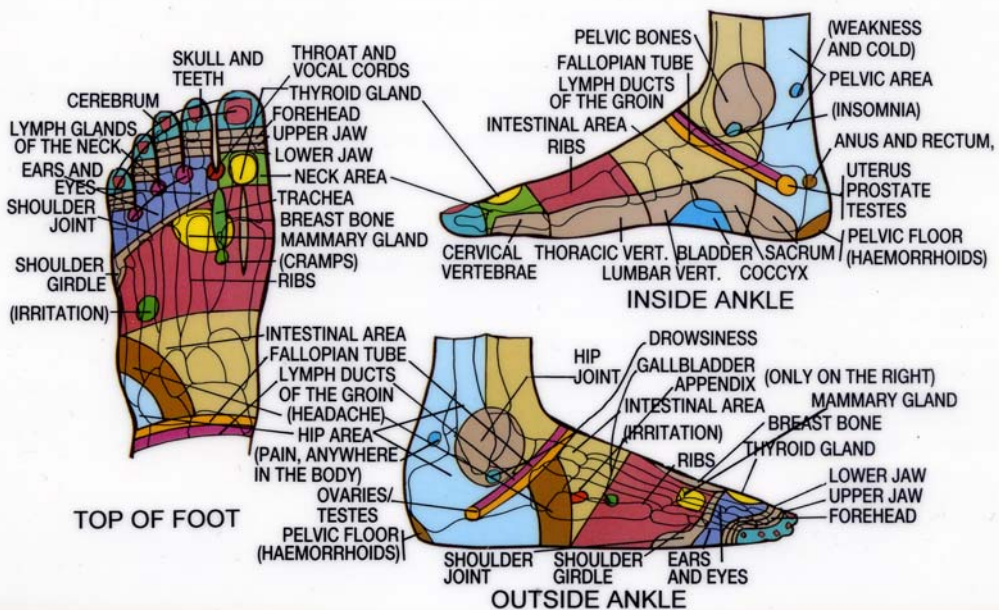 SKULL AND
TEETH
THROAT AND
VOCAL CORDS
THYROID GLAND
CEREBRUM
FOREHEAD
LYMPH GLANDS
OF THE NECK
UPPER JAW
LOWER JAW
EARS AND
EYES
NECK AREA
SHOULDER
JOINT
TRACHEA
BREAST BONE
MAMMARY GLAND
(CRAMPS)
SHOULDER
GIRDLE
RIBS
(IRRITATION)
INTESTINAL AREA
FALLOPIAN TUBE
LYMPH DUCTS
OF THE GROIN
(HEADACHE)
HIP AREA
(PAIN, ANYWHERE
IN THE BODY)
OVARIES/
TESTES
PELVIC FLOOR
(HAEMORRHOIDS)
TOP OF FOOT
PELVIC BONES
FALLOPIAN TUBE
LYMPH DUCTS
OF THE GROIN
INTESTINAL AREA
RIBS
(WEAKNESS
AND COLD)
PELVIC AREA
(INSOMNIA)
ANUS AND RECTUM,
UTERUS
PROSTATE
TESTES
PELVIC FLOOR
(HAEMORRHOIDS)
CERVICAL
VERTEBRAE
THORACIC VERT.
LUMBAR VERT.
BLADDER
SACRUM
COCCYX
INSIDE ANKLE
HIP
JOINT
DROWSINESS
GALLBLADDER
APPENDIX
(ONLY ON THE RIGHT)
INTESTINAL AREA
MAMMARY GLAND
(IRRITATION)
BREAST BONE
RIBS
THYROID GLAND
LOWER JAW
UPPER JAW
FOREHEAD
SHOULDER
JOINT
SHOULDER
GIRDLE
EARS
AND EYES
OUTSIDE ANKLE